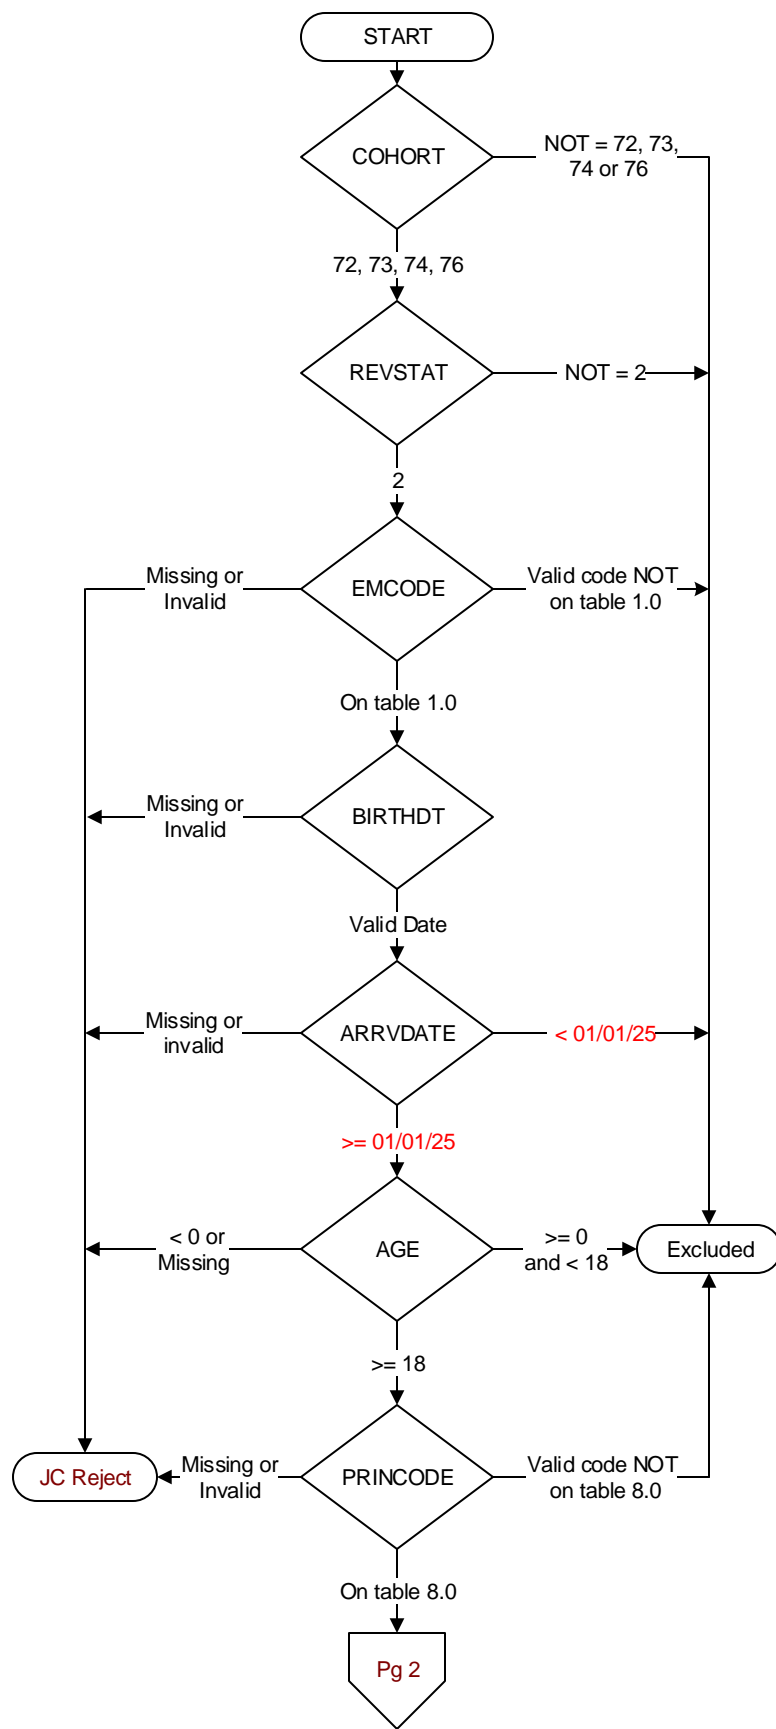 START
COHORT
NOT = 72, 73,
74 or 76
72, 73, 74, 76
REVSTAT
NOT = 2
2
Missing or
Invalid
EMCODE
Valid code NOT
on table 1.0
On table 1.0
Missing or
Invalid
BIRTHDT
Valid Date
Missing or
invalid
ARRVDATE
< 01/01/25
>= 01/01/25
< 0 or
Missing
AGE
>= 0
and < 18
Excluded
>= 18
JC Reject
Missing or
Invalid
PRINCODE
Valid code NOT
on table 8.0
On table 8.0
Pg 2